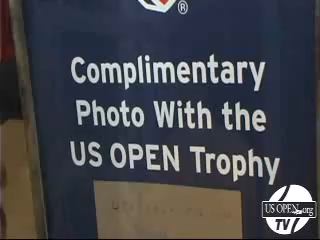 ®
Complimentary
Photo With the
US OPEN Trophy
US OPEN.org
TV